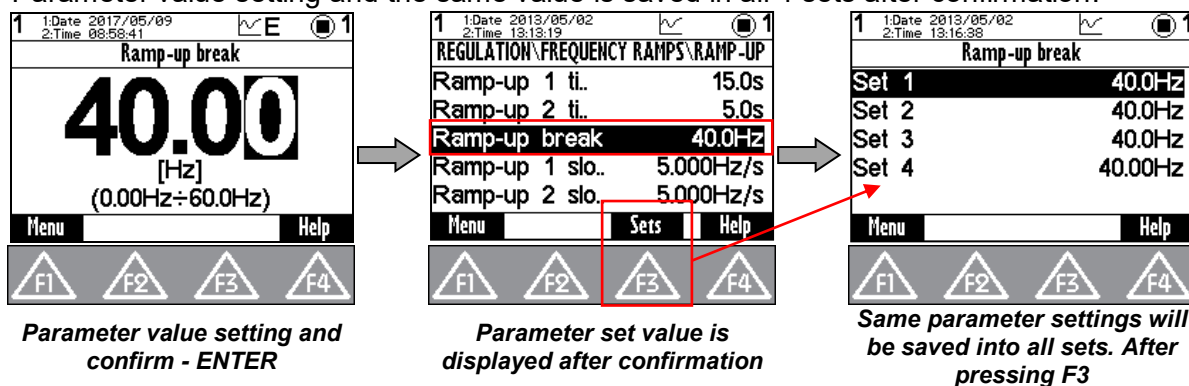 Parameter value setting and the same value is saved in all 4 sets after confirmation.
1 1:Date 2017/05/09 E 1
2:Time 08:58:41
Ramp-up break
40.00
[Hz]
(0.00Hz÷60.0Hz)
Menu Help
F1 F2 F3 F4
Parameter value setting and
confirm - ENTER
1 1:Date 2013/05/02 1
2:Time 13:13:19
REGULATION\FREQUENCY RAMPS\RAMP-UP
Ramp-up 1 ti.. 15.0s
Ramp-up 2 ti.. 5.0s
Ramp-up break 40.0Hz
Ramp-up 1 slo.. 5.000Hz/s
Ramp-up 2 slo.. 5.000Hz/s
Menu Sets Help
F1 F2 F3 F4
Parameter set value is
displayed after confirmation
1 1:Date 2013/05/02 1
2:Time 13:16:38
Ramp-up break
Set 1 40.0Hz
Set 2 40.0Hz
Set 3 40.0Hz
Set 4 40.00Hz
Menu Help
F1 F2 F3 F4
Same parameter settings will
be saved into all sets. After
pressing F3